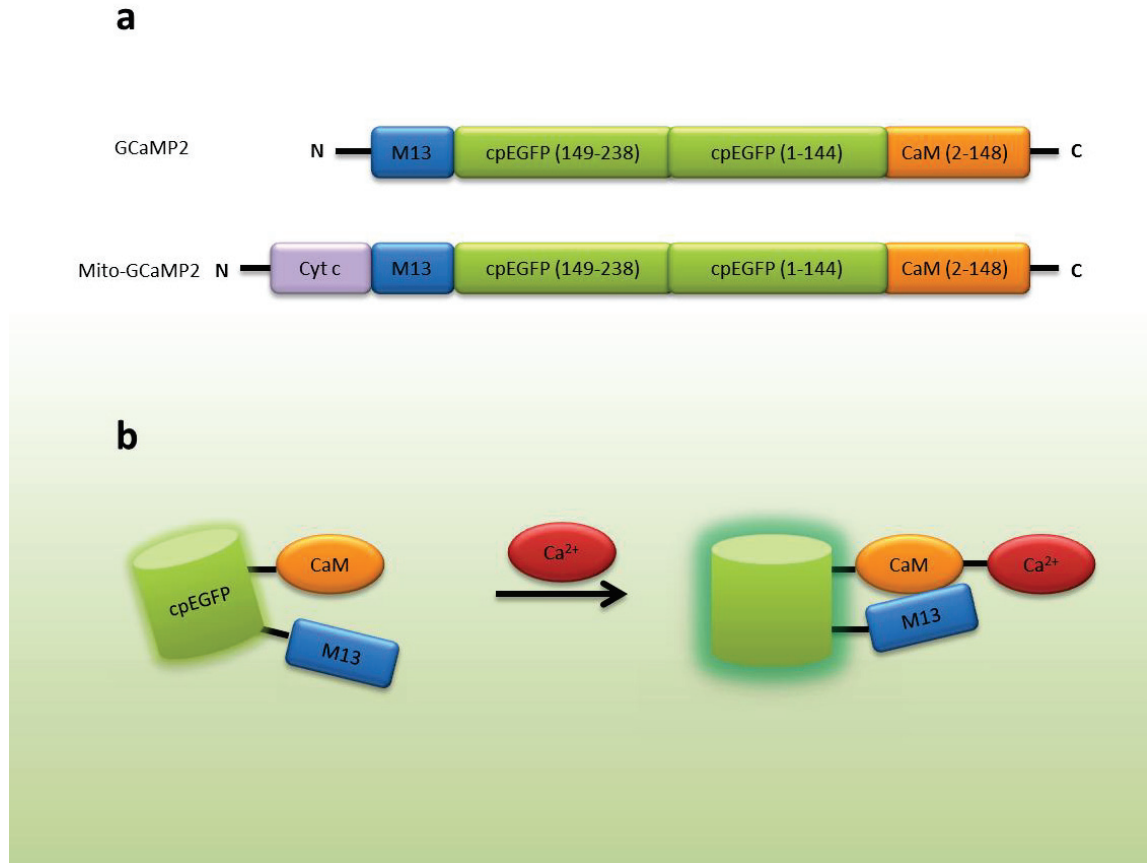 a
GCaMP2 N M13 cpEGFP (149-238) cpEGFP (1-144) CaM (2-148) C
Mito-GCaMP2 N Cyt c M13 cpEGFP (149-238) cpEGFP (1-144) CaM (2-148) C
b
cpEGFP CaM M13
Ca²⁺
CaM Ca²⁺
M13